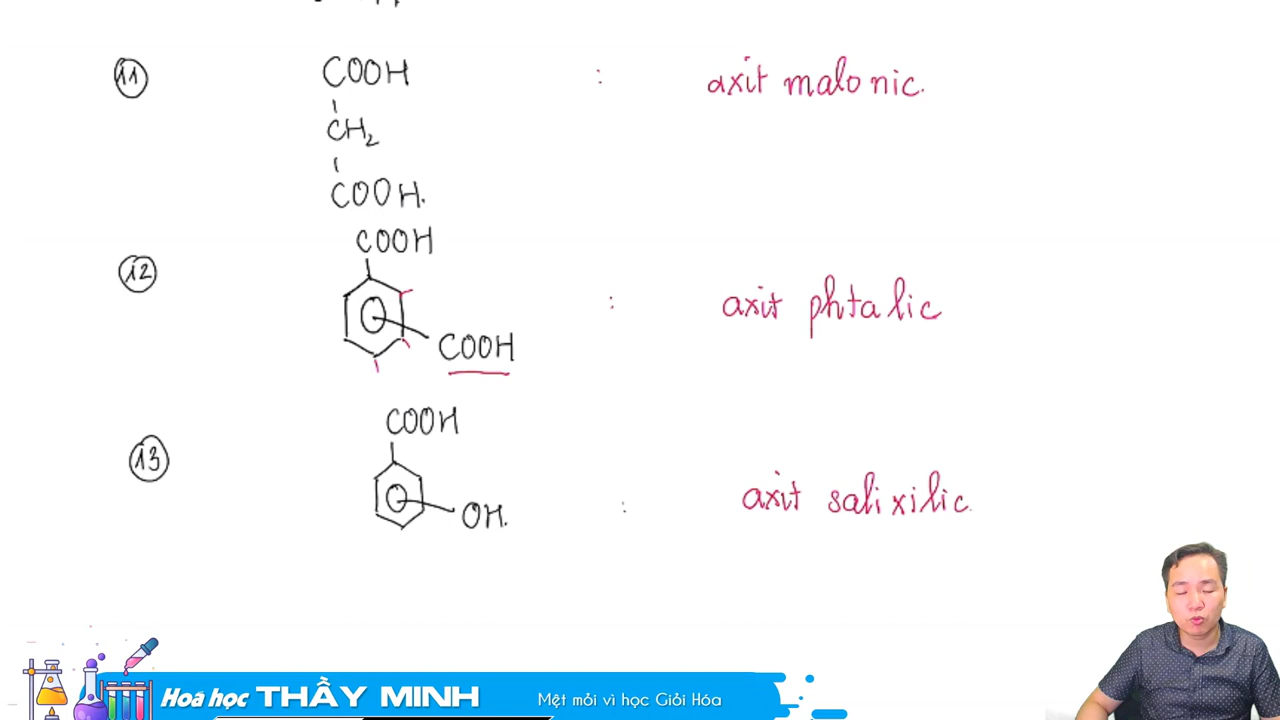 11 COOH : axit malonic.
CH2
COOH.
12 COOH
: axit phtalic
COOH
13 COOH
: axit salixilic.
OH.
Hoá học THẦY MINH Mệt mỏi vì học Giỏi Hóa